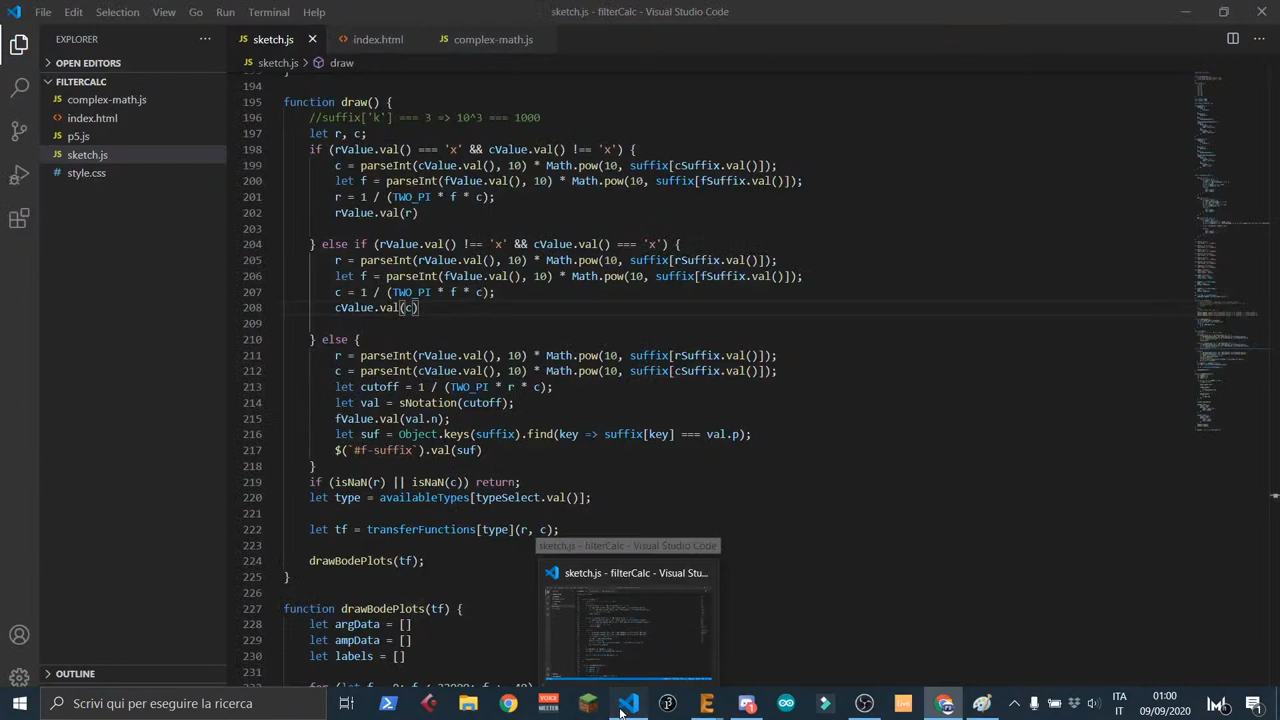 File Edit Selection View Go Run Terminal Help
sketch.js - filterCalc - Visual Studio Code
EXPLORER
sketch.js
index.html
complex-math.js
OPEN EDITORS
sketch.js > draw
FILTERCALC
complex-math.js
index.html
p5.js
sketch.js
style.css
OUTLINE
194
195 function draw() {
196 //suffix['k'] === 3 => 10^3 === 1000
197 let r, c;
198 if (rValue.val() === 'x' && cValue.val() !== 'x') {
199 c = parseInt(cValue.val(), 10) * Math.pow(10, suffix[cSuffix.val()]);
200 let f = parseInt(fValue.val(), 10) * Math.pow(10, suffix[fSuffix.val()]);
201 r = 1 / (TWO_PI * f * c);
202 rValue.val(r)
203
204 } else if (rValue.val() !== 'x' && cValue.val() === 'x') {
205 = parseInt(rValue.val(), 10) * Math.pow(10, suffix[rSuffix.val()]);
206 let f = parseInt(fValue.val(), 10) * Math.pow(10, suffix[fSuffix.val()]);
207 c = 1 / (TWO_PI * f * r);
208 cValue.val(c)
209
210 } else {
211 r = parseInt(rValue.val(), 10) * Math.pow(10, suffix[rSuffix.val()])
212 c = parseInt(cValue.val(), 10) * Math.pow(10, suffix[cSuffix.val()])
213 let cutoff = 1 / (TWO_PI * r * c);
214 let val = sNotation(cutoff)
215 fValue.val(val.n);
216 let suf = Object.keys(suffix).find(key => suffix[key] === val.p);
217 $(`#f-suffix`).val(suf)
218 }
219 if (isNaN(r) || isNaN(c)) return;
220 let type = availableTypes[typeSelect.val()];
221
222 let tf = transferFunctions[type](r, c);
223
224 drawBodePlots(tf);
225 }
226
227 function drawBodePlots(tf) {
228 let argData = []
229 let ampData = []
230 let labels = []
231
sketch.js - filterCalc - Visual Studio Code
sketch.js - filterCalc - Visual Stu...
Scrivere per eseguire la ricerca
VOICE
MEETER
Live
ITA
IT
01:00
09/09/2020